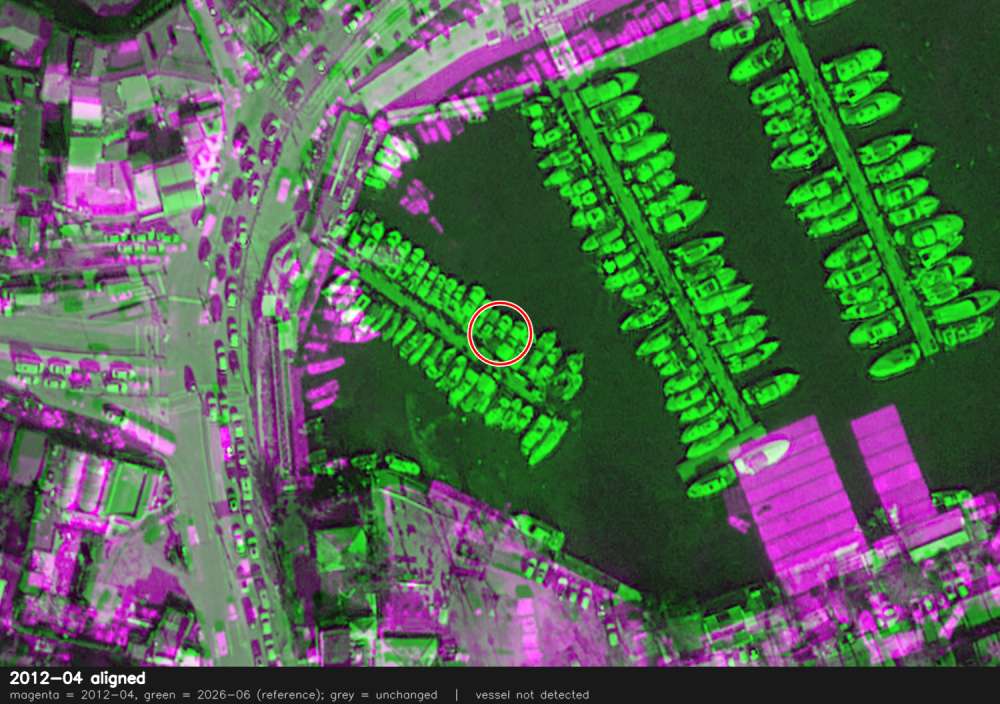 2012-04 aligned
magenta = 2012-04, green = 2026-06 (reference); grey = unchanged | vessel not detected